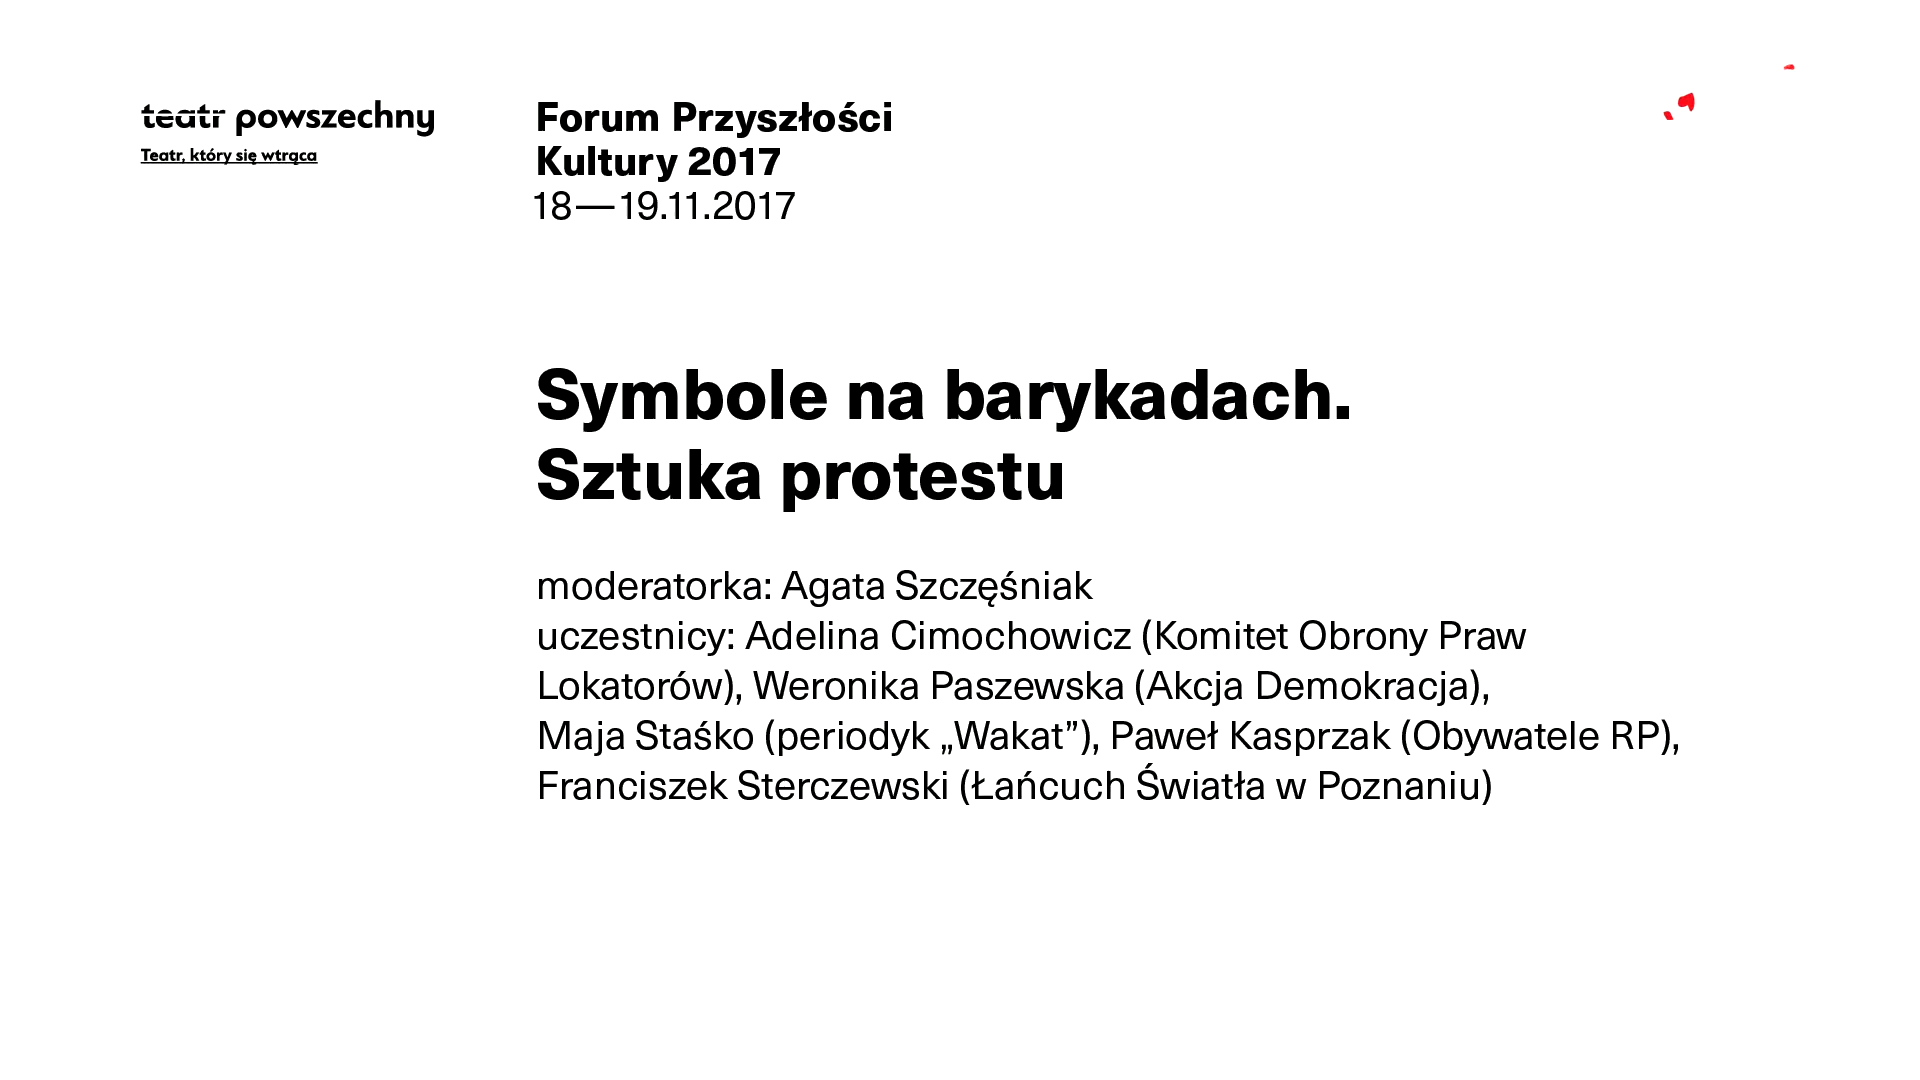 teatr powszechny
Teatr, który się wtrąca
Forum Przyszłości
Kultury 2017
18—19.11.2017
Symbole na barykadach.
Sztuka protestu
moderatorka: Agata Szczęśniak
uczestnicy: Adelina Cimochowicz (Komitet Obrony Praw
Lokatorów), Weronika Paszewska (Akcja Demokracja),
Maja Staśko (periodyk „Wakat”), Paweł Kasprzak (Obywatele RP),
Franciszek Sterczewski (Łańcuch Światła w Poznaniu)